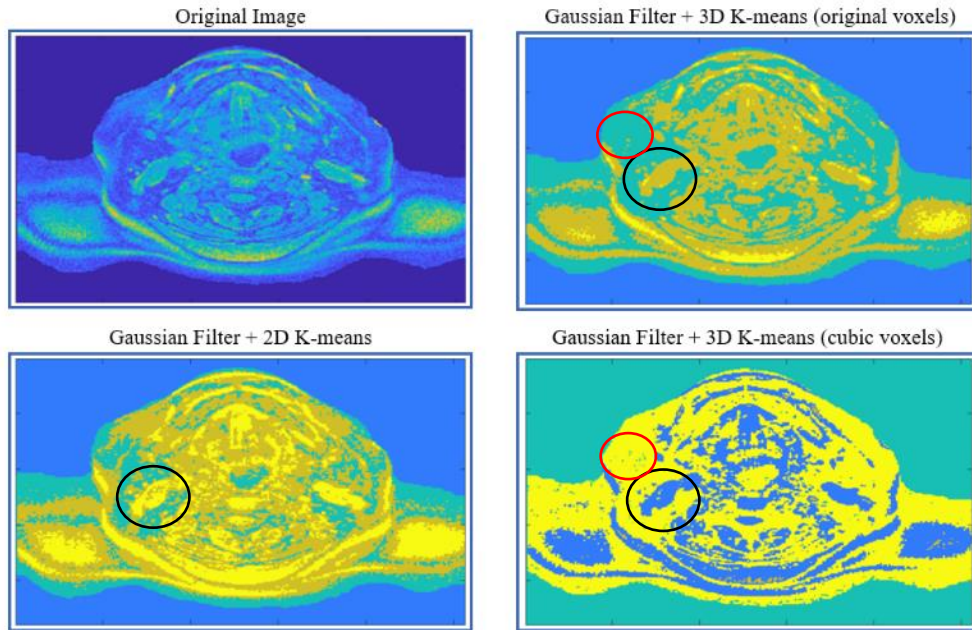 Original Image
Gaussian Filter + 3D K-means (original voxels)
Gaussian Filter + 2D K-means
Gaussian Filter + 3D K-means (cubic voxels)